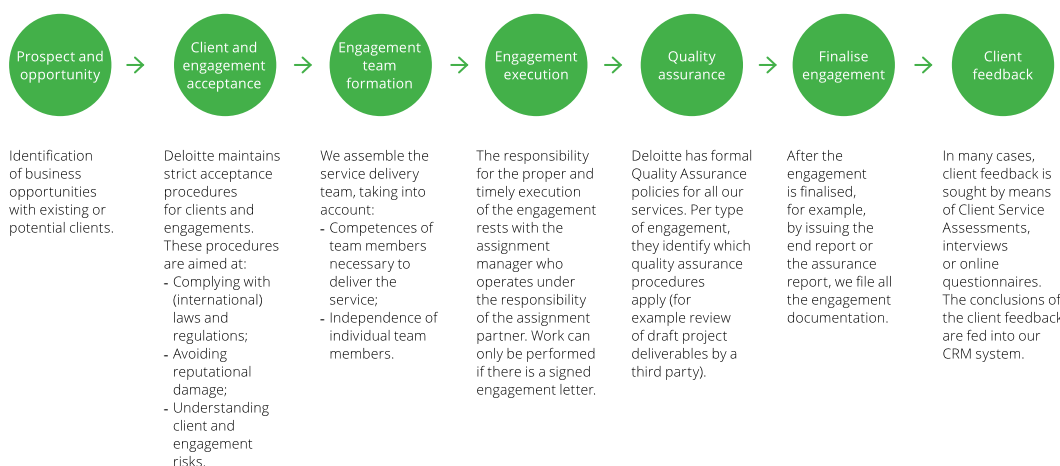 Prospect and
opportunity
Client and
engagement
acceptance
Engagement
team
formation
Engagement
execution
Quality
assurance
Finalise
engagement
Client
feedback
Identification
of business
opportunities
with existing or
potential clients.
Deloitte maintains
strict acceptance
procedures
for clients and
engagements.
These procedures
are aimed at:
- Complying with
(international)
laws and
regulations;
- Avoiding
reputational
damage;
- Understanding
client and
engagement
risks.
We assemble the
service delivery
team, taking into
account:
- Competences of
team members
necessary to
deliver the
service;
- Independence of
individual team
members.
The responsibility
for the proper and
timely execution
of the engagement
rests with the
assignment
manager who
operates under
the responsibility
of the assignment
partner. Work can
only be performed
if there is a signed
engagement letter.
Deloitte has formal
Quality Assurance
policies for all our
services. Per type
of engagement,
they identify which
quality assurance
procedures
apply (for
example review
of draft project
deliverables by a
third party).
After the
engagement
is finalised,
for example,
by issuing the
end report or
the assurance
report, we file all
the engagement
documentation.
In many cases,
client feedback is
sought by means
of Client Service
Assessments,
interviews
or online
questionnaires.
The conclusions of
the client feedback
are fed into our
CRM system.